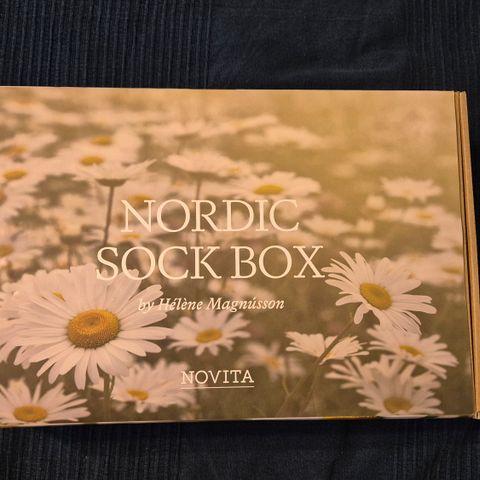 NORDIC
SOCK BOX
by Hélène Magnússon
NOVITA